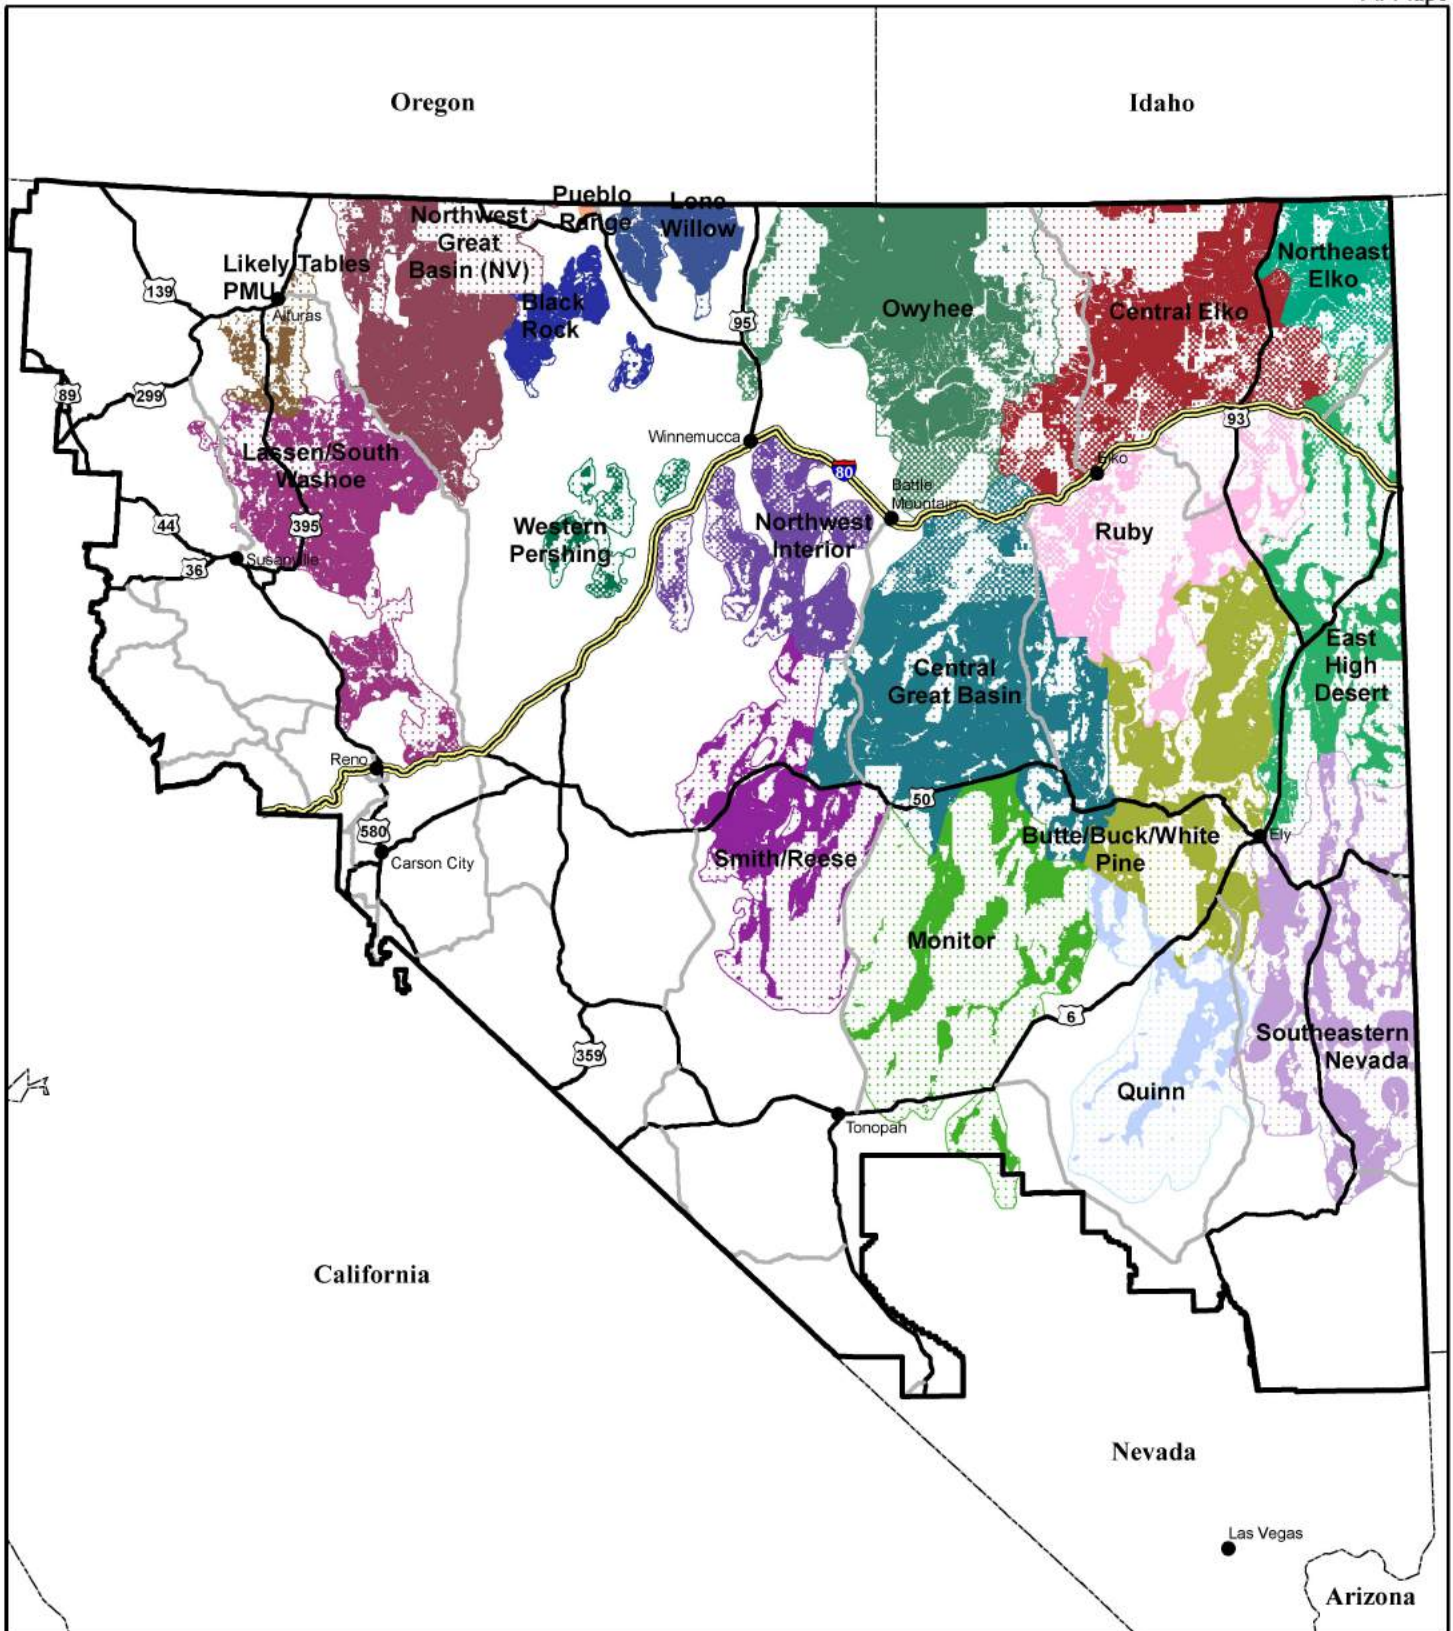 Oregon
Idaho
Pueblo
Range
Lone
Willow
Northwest
Great
Basin (NV)
Northeast
Elko
Likely Tables
PMU
139
Alturas
Black
Rock
Owyhee
Central Elko
95
89
299
93
Winnemucca
Lassen/South
Washoe
80
Elko
Battle
Mountain
44
395
Western
Pershing
Northwest
Interior
Ruby
Susanville
36
East
High
Desert
Central
Great Basin
Reno
50
580
Carson City
Smith/Reese
Butte/Buck/White
Pine
Ely
Monitor
6
359
Southeastern
Nevada
Quinn
Tonopah
California
Nevada
Las Vegas
Arizona